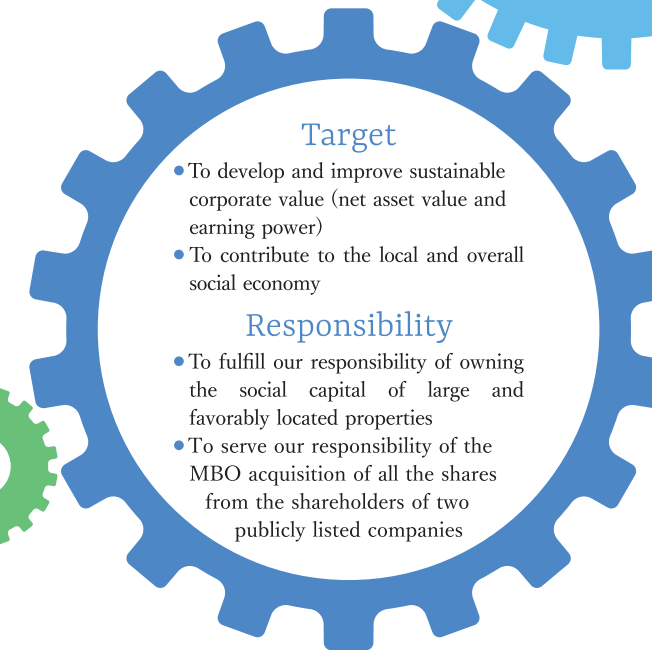 Target
•To develop and improve sustainable
corporate value (net asset value and
earning power)
•To contribute to the local and overall
social economy
Responsibility
•To fulfill our responsibility of owning
the social capital of large and
favorably located properties
•To serve our responsibility of the
MBO acquisition of all the shares
from the shareholders of two
publicly listed companies